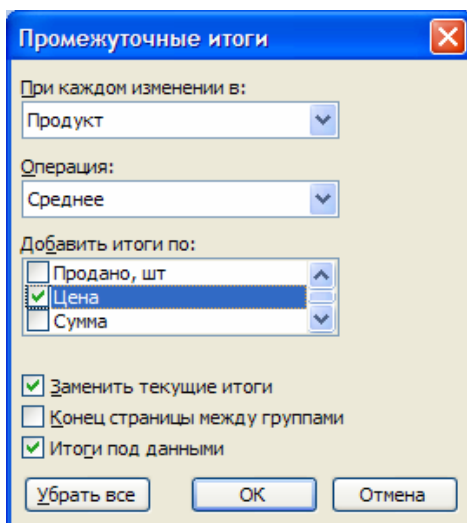 Промежуточные итоги
При каждом изменении в:
Продукт
Операция:
Среднее
Добавить итоги по:
Продано, шт
Цена
Сумма
Заменить текущие итоги
Конец страницы между группами
Итоги под данными
Убрать все ОК Отмена